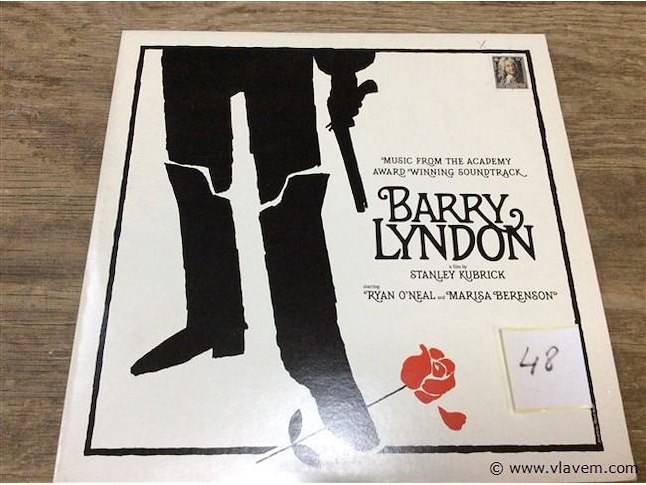 MUSIC FROM THE ACADEMY
AWARD WINNING SOUNDTRACK
BARRY
LYNDON
a film by
STANLEY KUBRICK
starring
RYAN O'NEAL and MARISA BERENSON
48
© www.vlavem.com